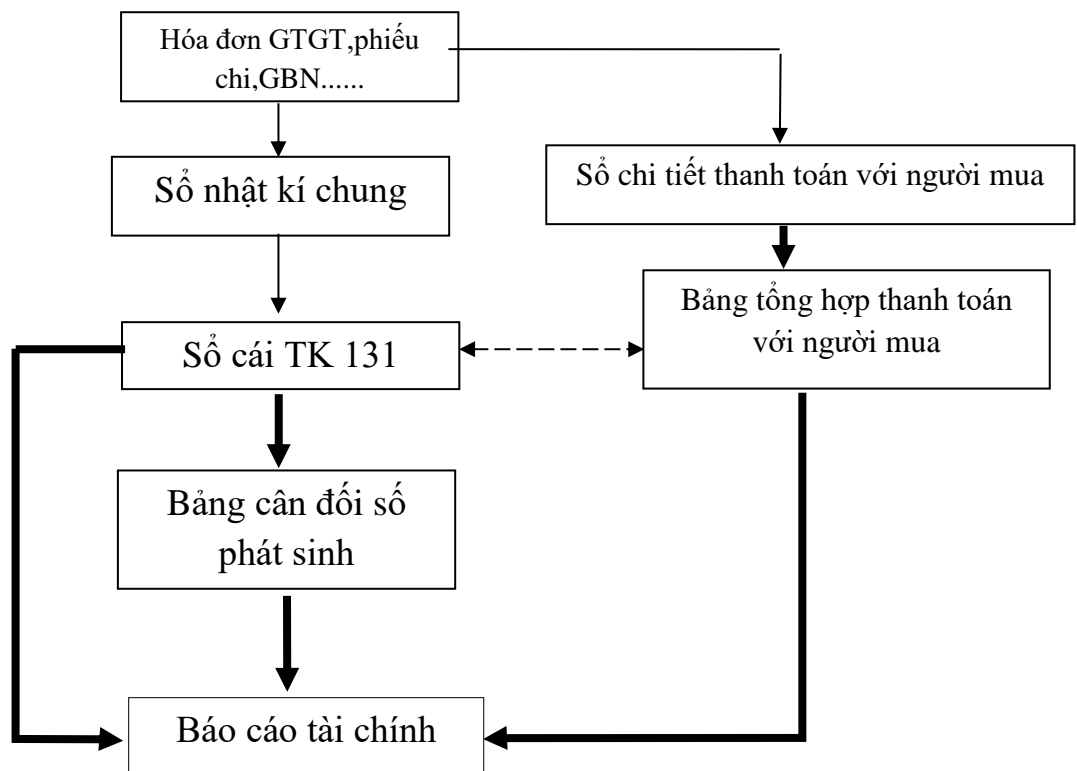 Hóa đơn GTGT,phiếu
chi,GBN......
Sổ nhật kí chung
Sổ chi tiết thanh toán với người mua
Bảng tổng hợp thanh toán
với người mua
Sổ cái TK 131
Bảng cân đối số
phát sinh
Báo cáo tài chính